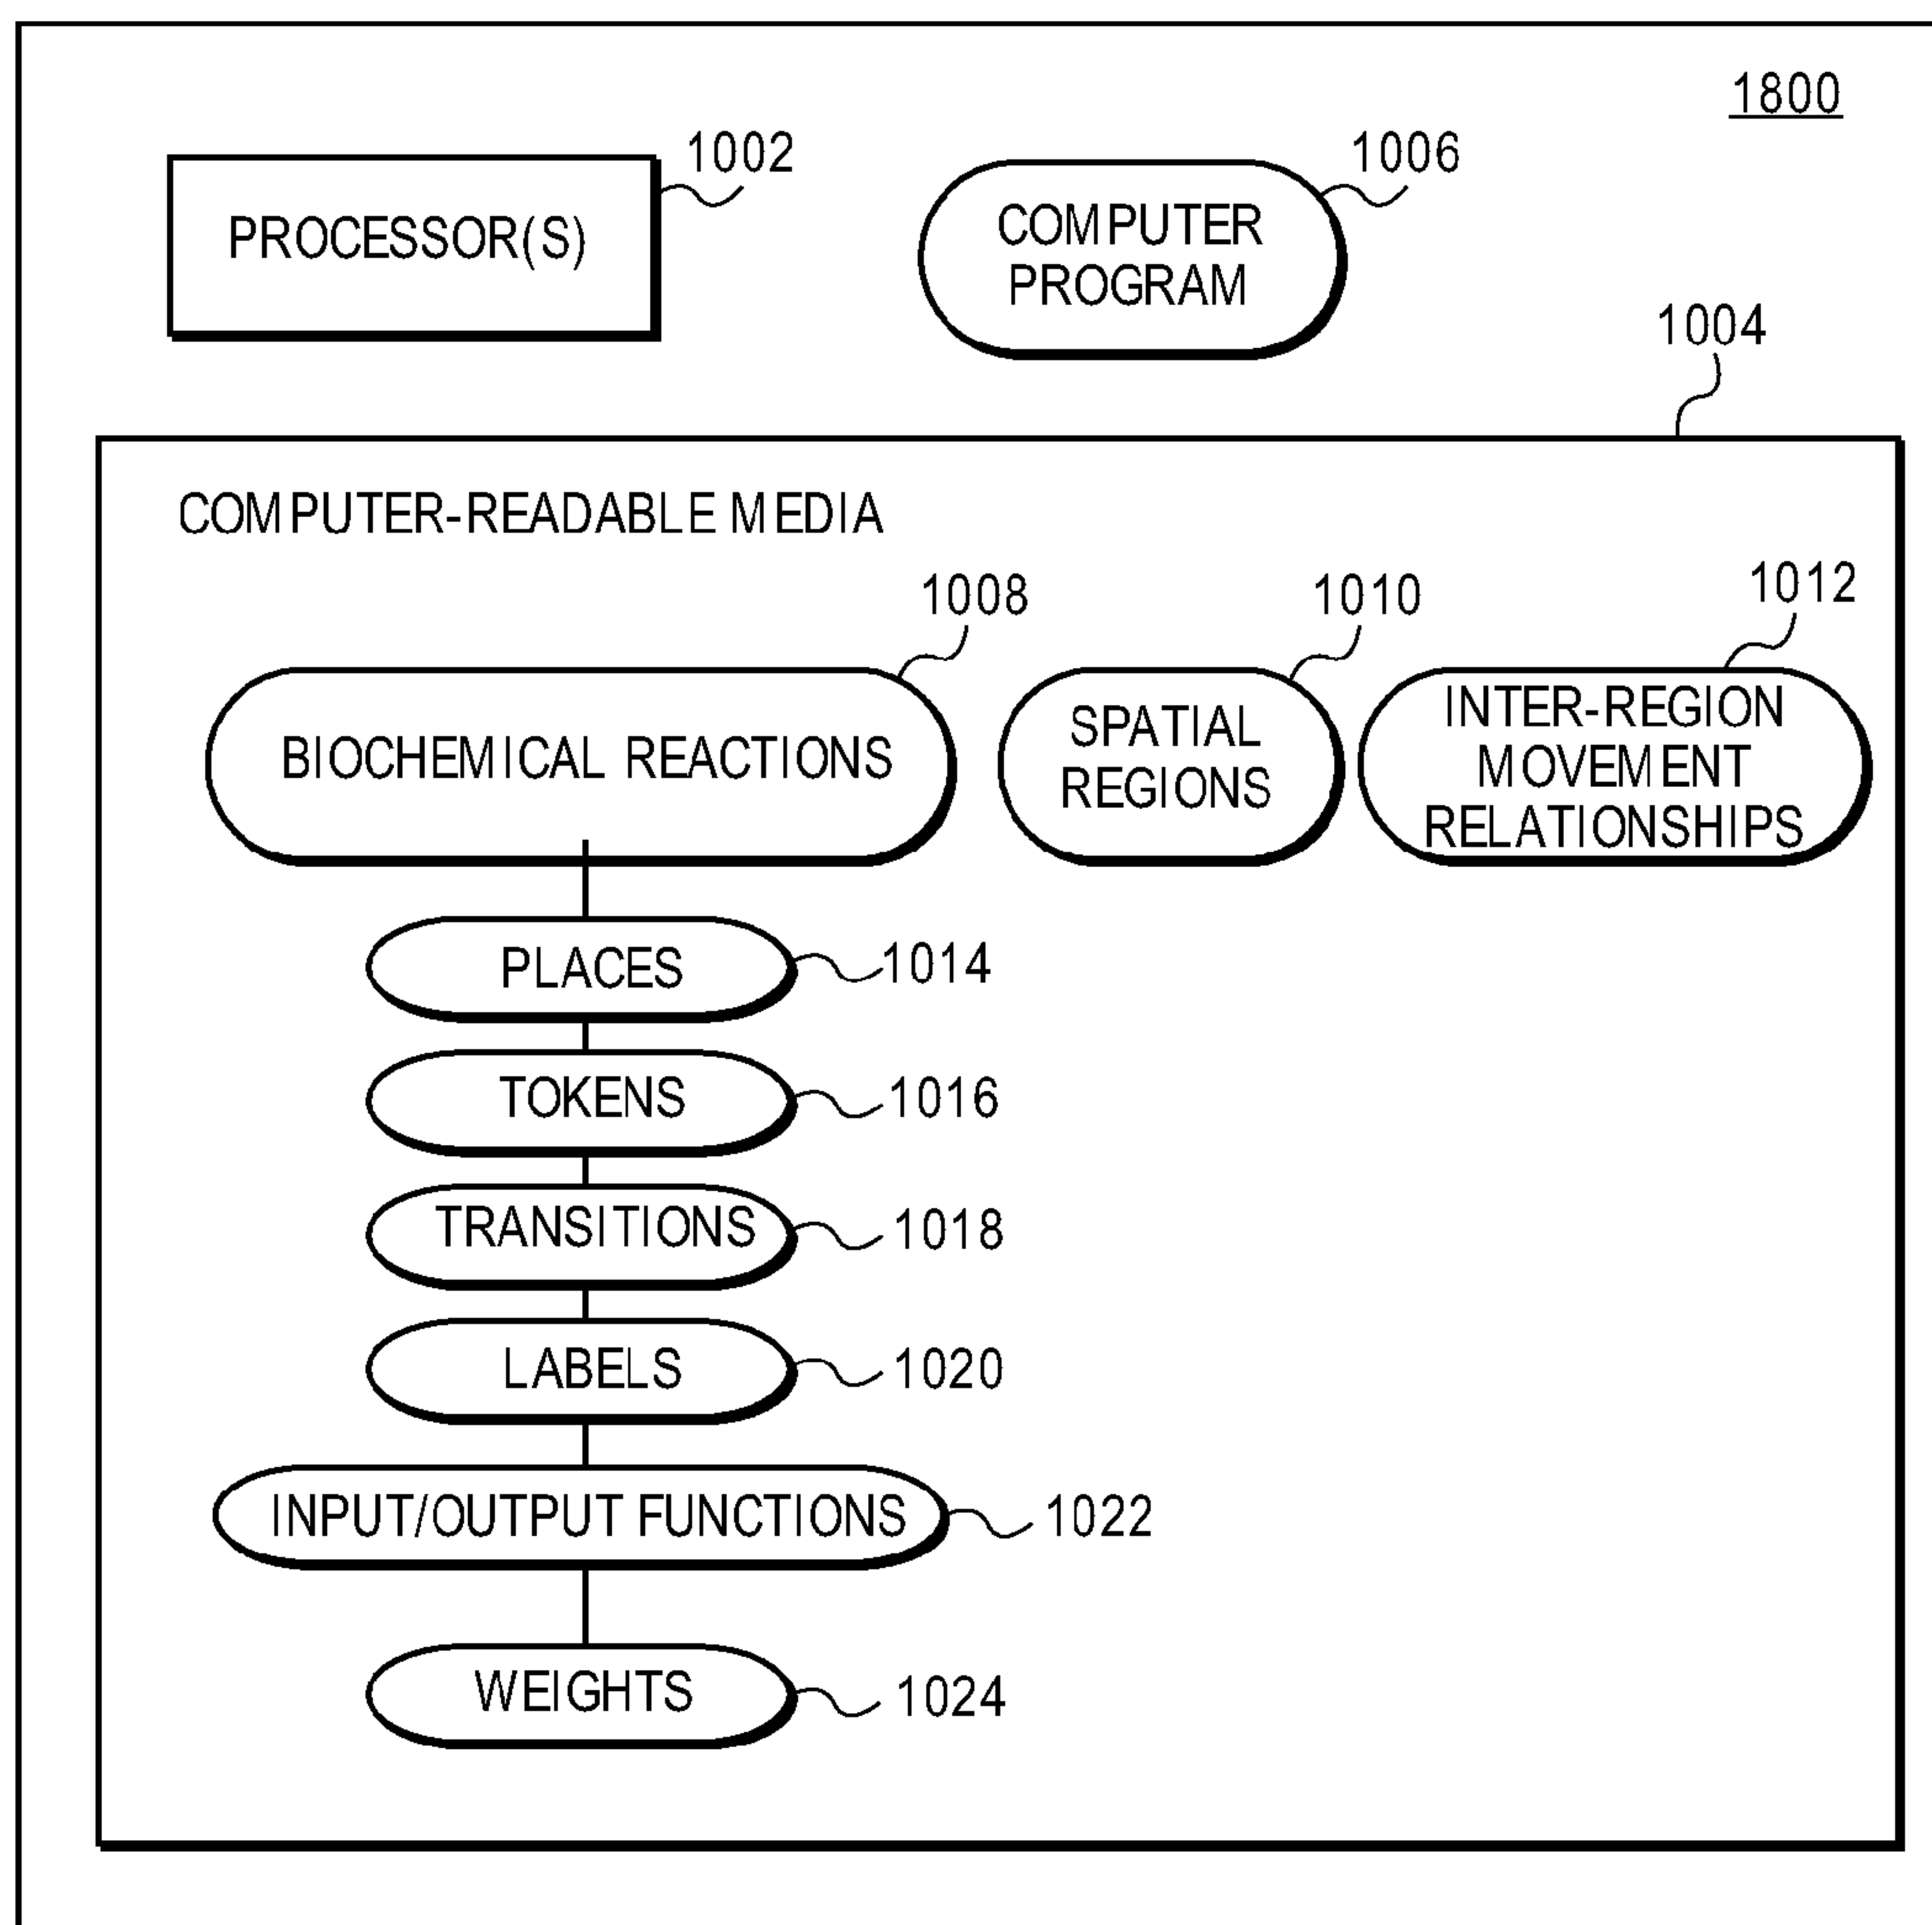 1800
1002
1006
PROCESSOR(S)
COMPUTER
PROGRAM
1004
COMPUTER-READABLE MEDIA
1008
1010
1012
BIOCHEMICAL REACTIONS
SPATIAL
REGIONS
INTER-REGION
MOVEMENT
RELATIONSHIPS
PLACES
1014
TOKENS
1016
TRANSITIONS
1018
LABELS
1020
INPUT/OUTPUT FUNCTIONS
1022
WEIGHTS
1024